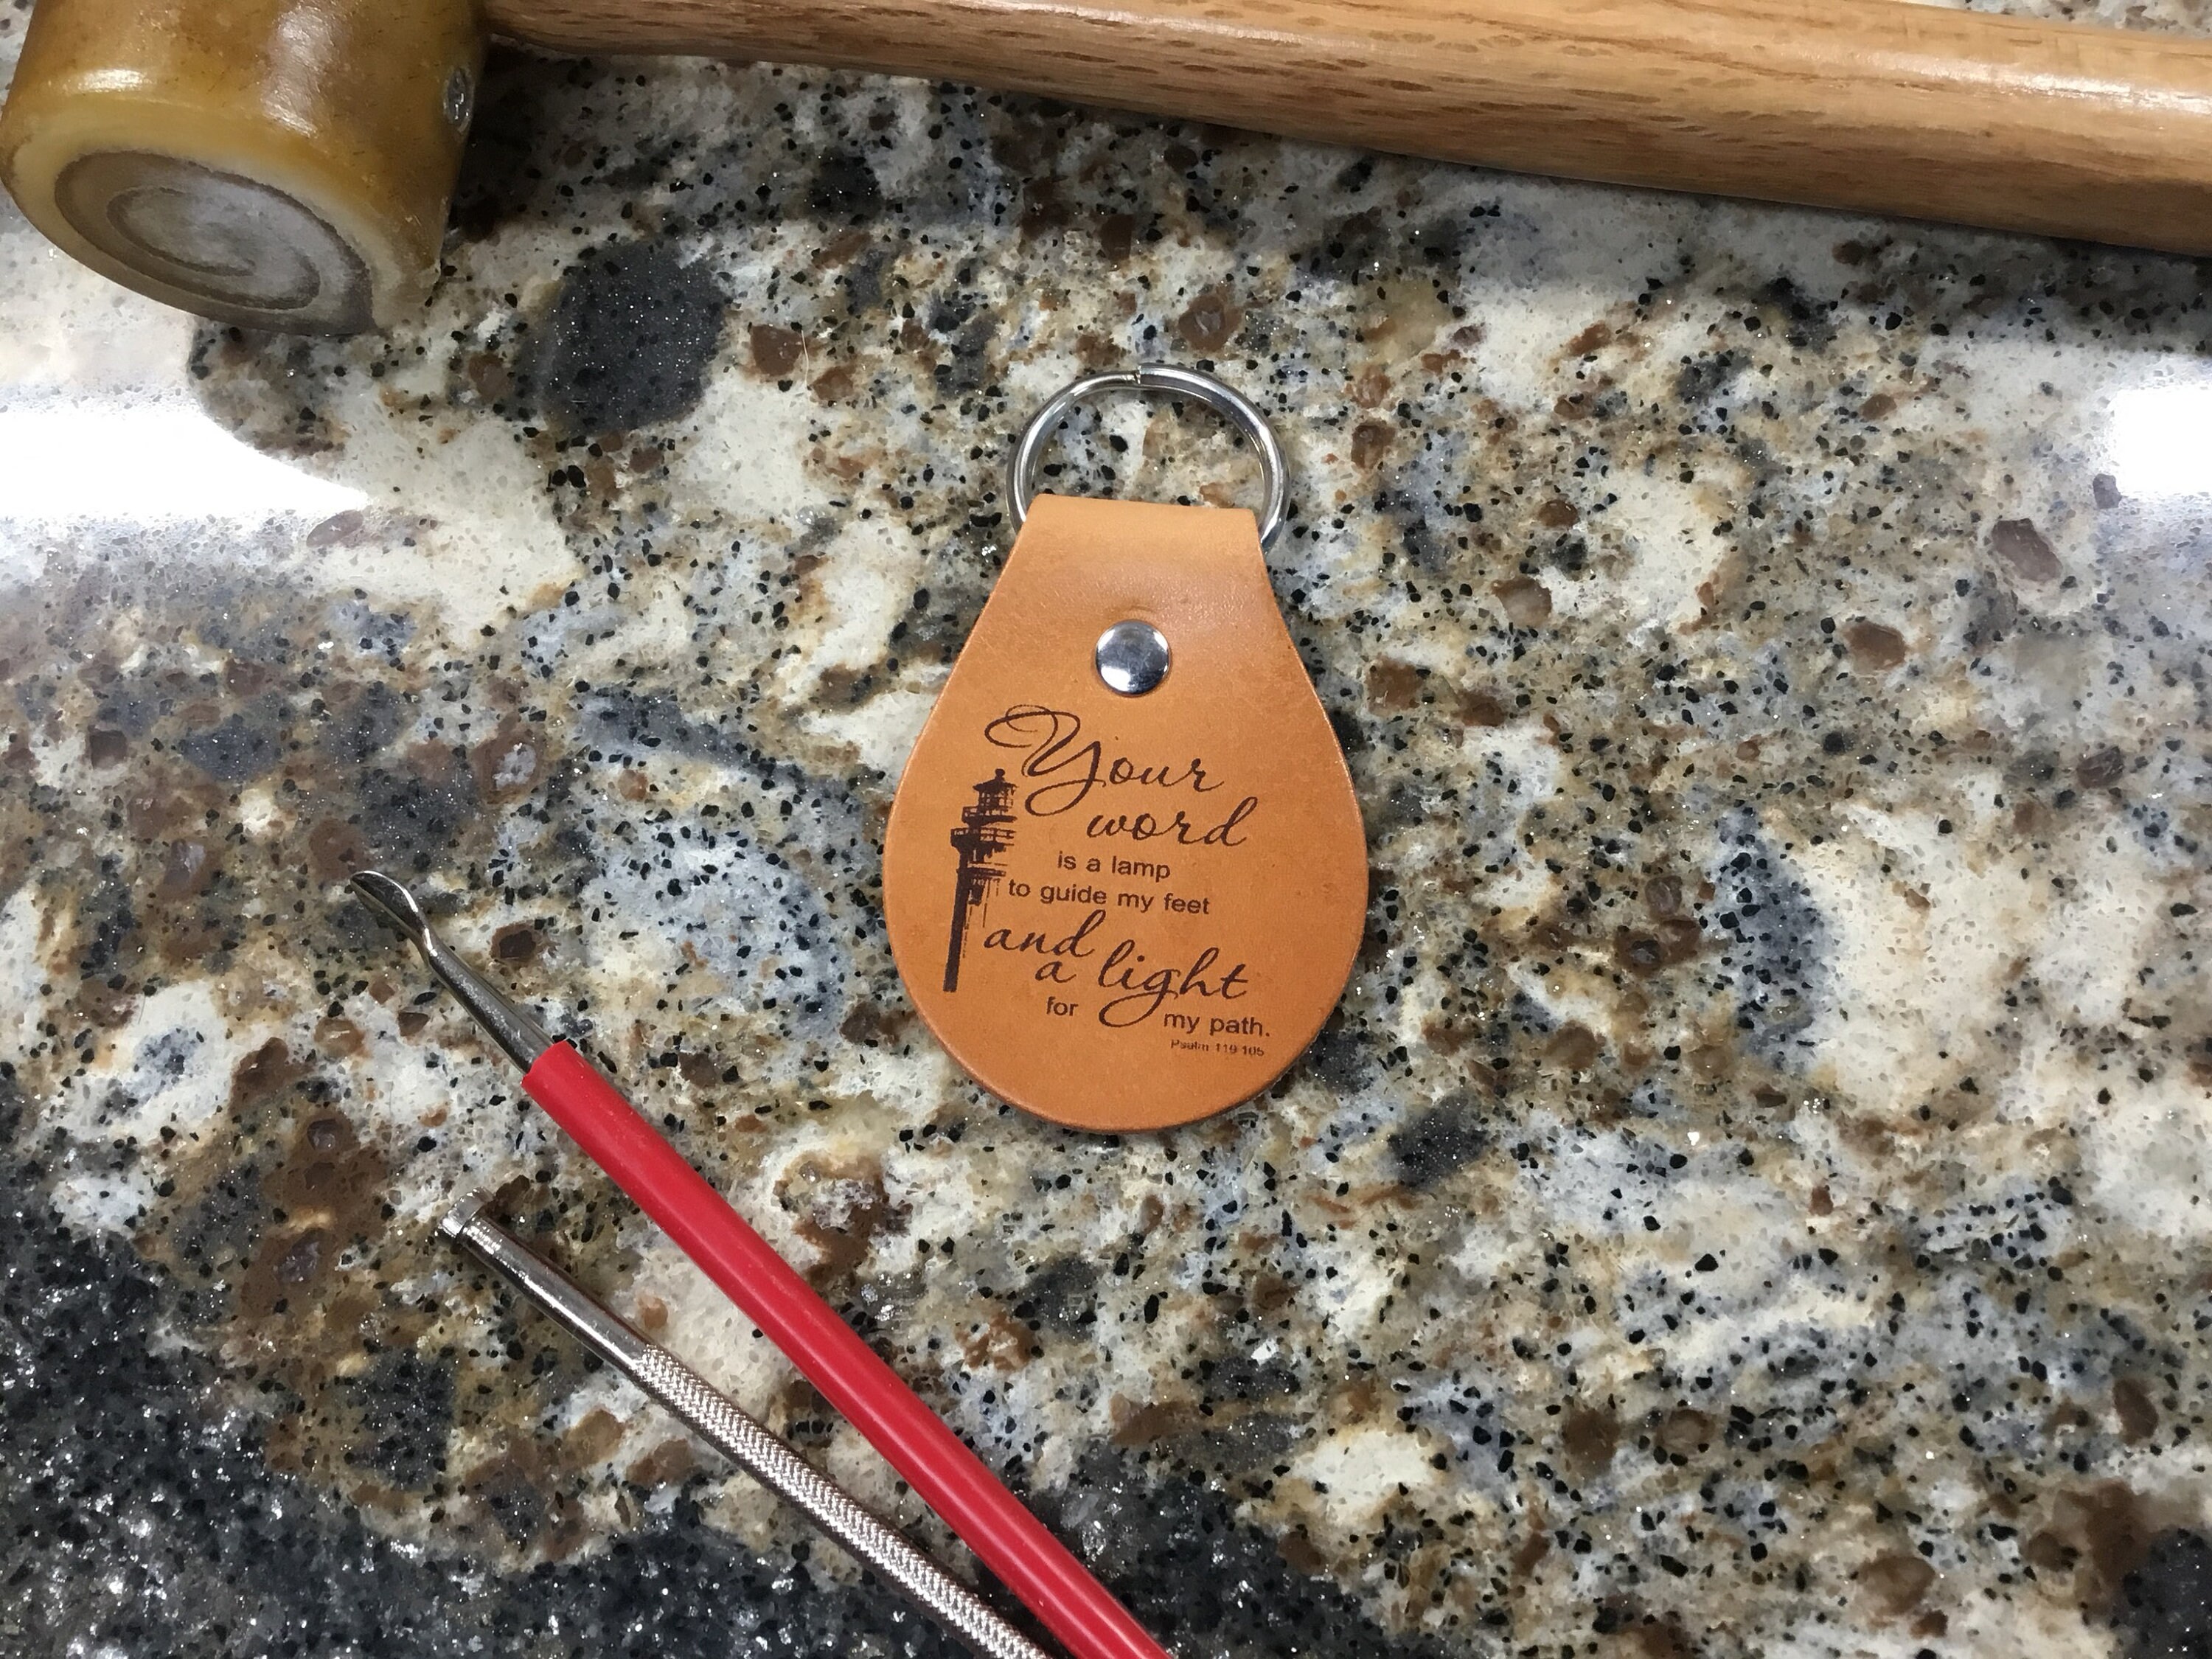 Your
word
is a lamp
to guide my feet
and
a light
for my path.
Psalm 119:105